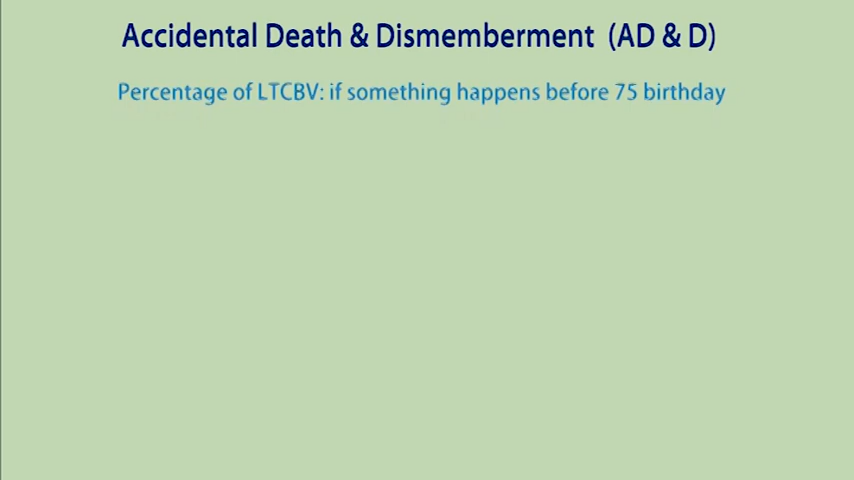 Accidental Death & Dismemberment (AD & D)
Percentage of LTCBV: if something happens before 75 birthday